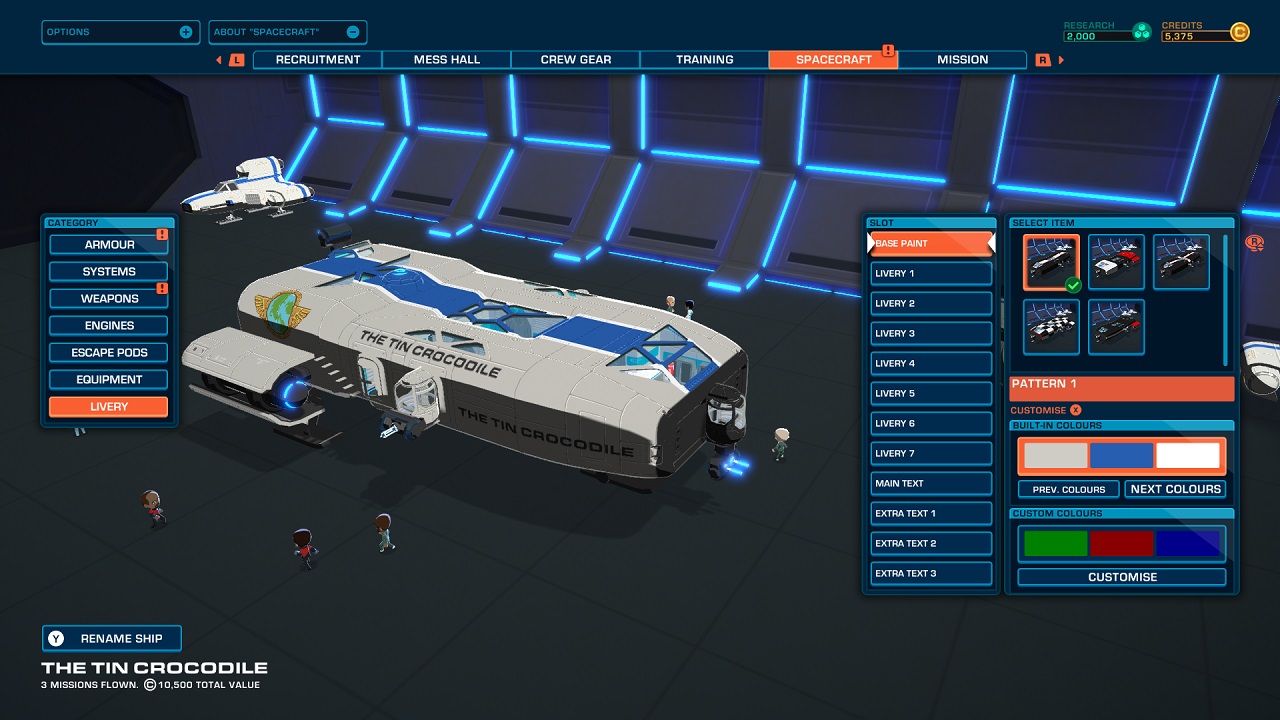 OPTIONS
ABOUT "SPACECRAFT"
RESEARCH
2,000
CREDITS
5,375
L
RECRUITMENT
MESS HALL
CREW GEAR
TRAINING
SPACECRAFT
!
MISSION
R
CATEGORY
ARMOUR
!
SYSTEMS
WEAPONS
!
ENGINES
ESCAPE PODS
EQUIPMENT
LIVERY
THE TIN CROCODILE
THE TIN CROCODILE
SLOT
BASE PAINT
LIVERY 1
LIVERY 2
LIVERY 3
LIVERY 4
LIVERY 5
LIVERY 6
LIVERY 7
MAIN TEXT
EXTRA TEXT 1
EXTRA TEXT 2
EXTRA TEXT 3
SELECT ITEM
R
PATTERN 1
CUSTOMISE X
BUILT-IN COLOURS
PREV. COLOURS
NEXT COLOURS
CUSTOM COLOURS
CUSTOMISE
Y RENAME SHIP
THE TIN CROCODILE
3 MISSIONS FLOWN. C10,500 TOTAL VALUE